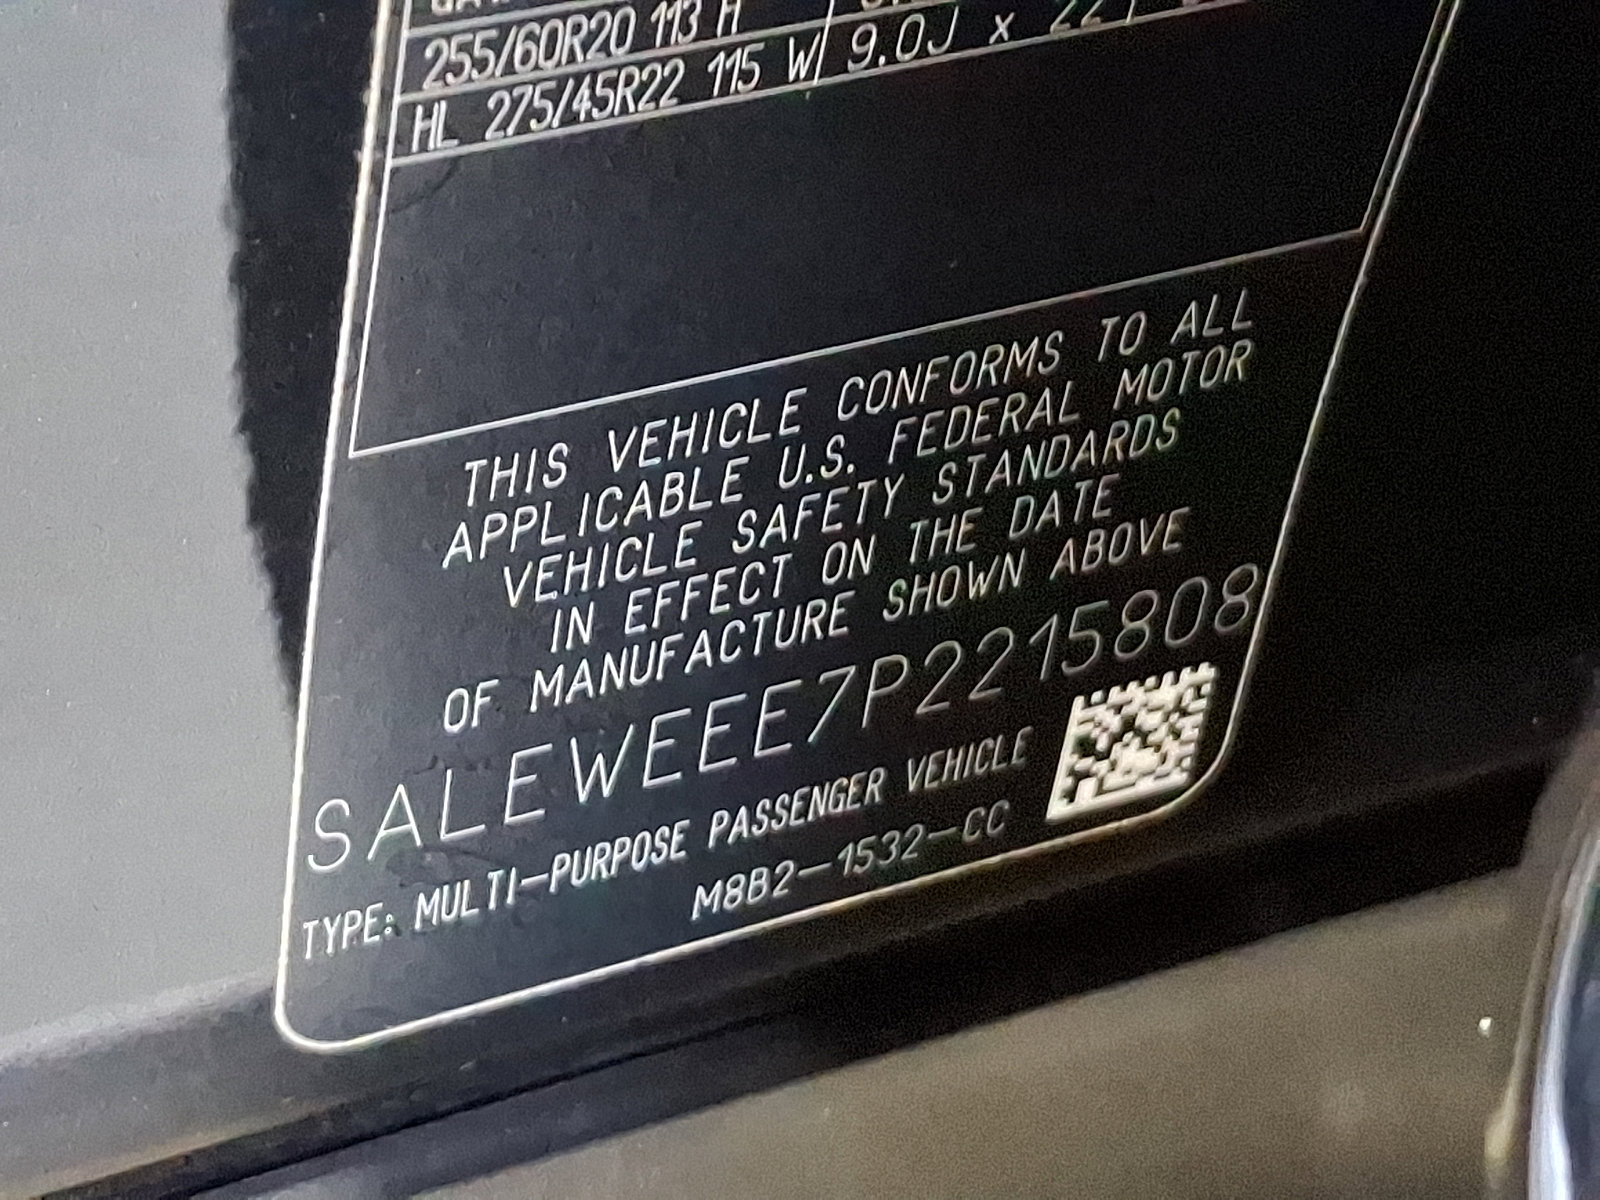 255/60R20 113 H
HL 275/45R22 115 W 9.0J x 22
THIS VEHICLE CONFORMS TO ALL
APPLICABLE U.S. FEDERAL MOTOR
VEHICLE SAFETY STANDARDS
IN EFFECT ON THE DATE
OF MANUFACTURE SHOWN ABOVE
SALEWEEE7P2215808
TYPE: MULTI-PURPOSE PASSENGER VEHICLE
M8B2-1532-CC